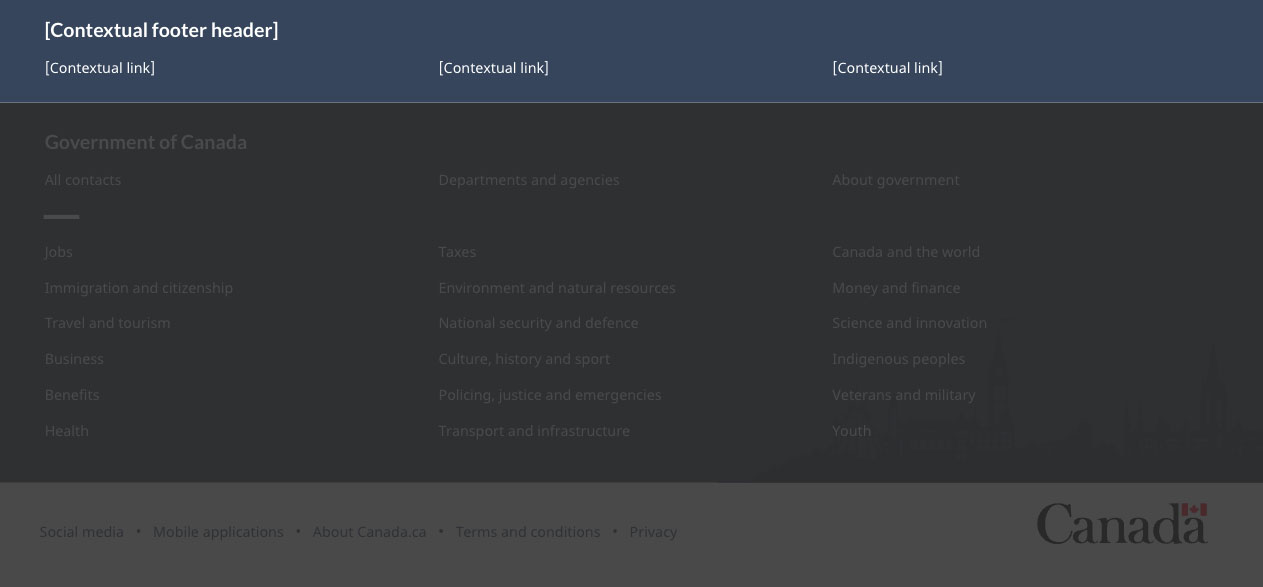 [Contextual footer header]
[Contextual link] [Contextual link] [Contextual link]
Government of Canada
All contacts Departments and agencies About government
Jobs Taxes Canada and the world
Immigration and citizenship Environment and natural resources Money and finance
Travel and tourism National security and defence Science and innovation
Business Culture, history and sport Indigenous peoples
Benefits Policing, justice and emergencies Veterans and military
Health Transport and infrastructure Youth
Social media • Mobile applications • About Canada.ca • Terms and conditions • Privacy
Canada